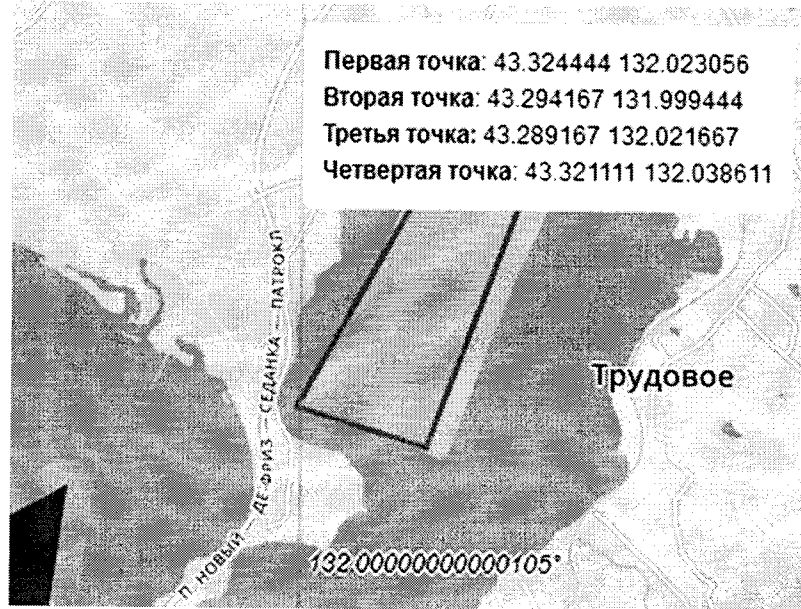 Первая точка: 43.324444 132.023056
Вторая точка: 43.294167 131.999444
Третья точка: 43.289167 132.021667
Четвертая точка: 43.321111 132.038611
П. НОВЫЙ — ДЕ-ФРИЗ — СЕДАНКА — ПАТРОКЛ
Трудовое
132.00000000000105°